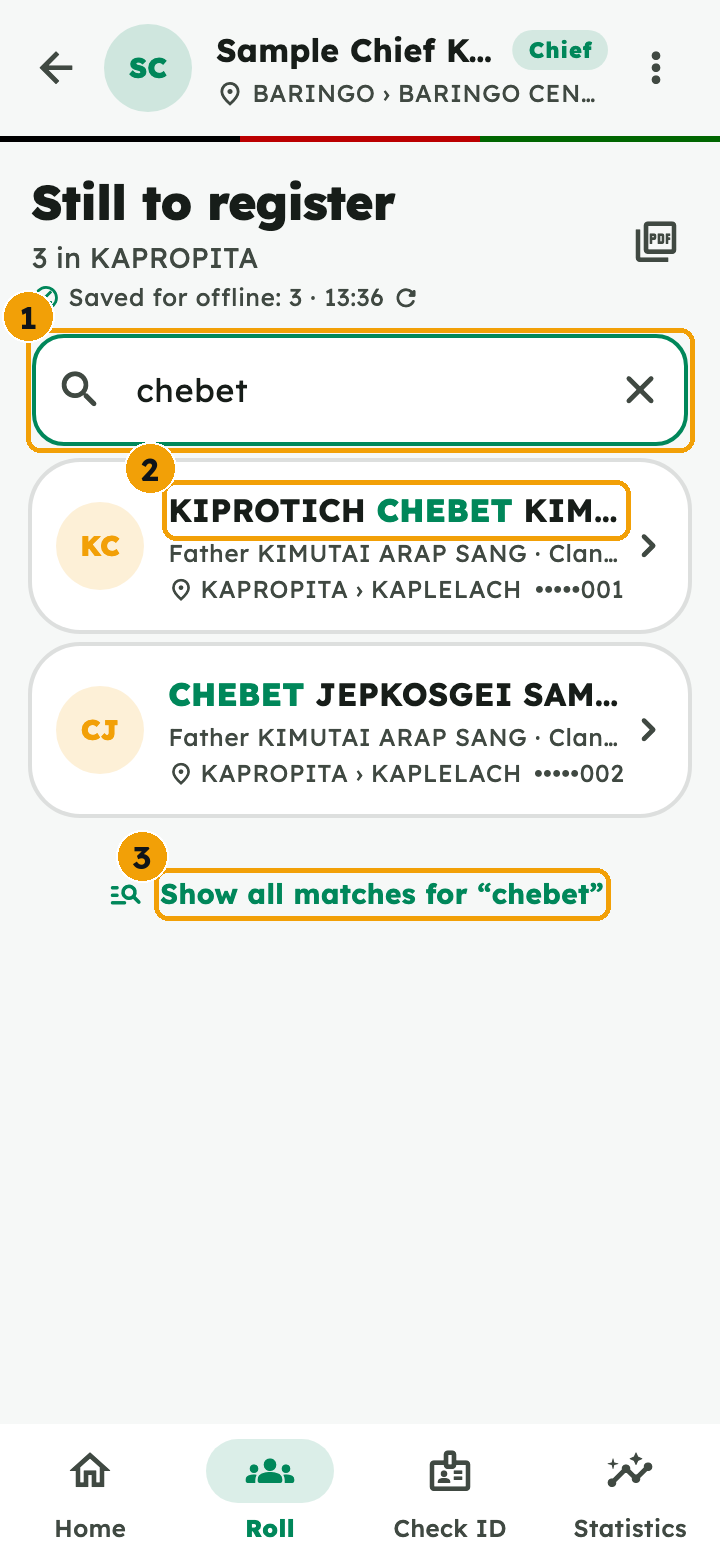 SC
Sample Chief K...
Chief
BARINGO › BARINGO CEN...
Still to register
3 in KAPROPITA
PDF
Saved for offline: 3 · 13:36
1
chebet
2
KC
KIPROTICH CHEBET KIM...
Father KIMUTAI ARAP SANG · Clan...
KAPROPITA › KAPLELACH •••••001
CJ
CHEBET JEPKOSGEI SAM...
Father KIMUTAI ARAP SANG · Clan...
KAPROPITA › KAPLELACH •••••002
3
Show all matches for “chebet”
Home
Roll
Check ID
Statistics